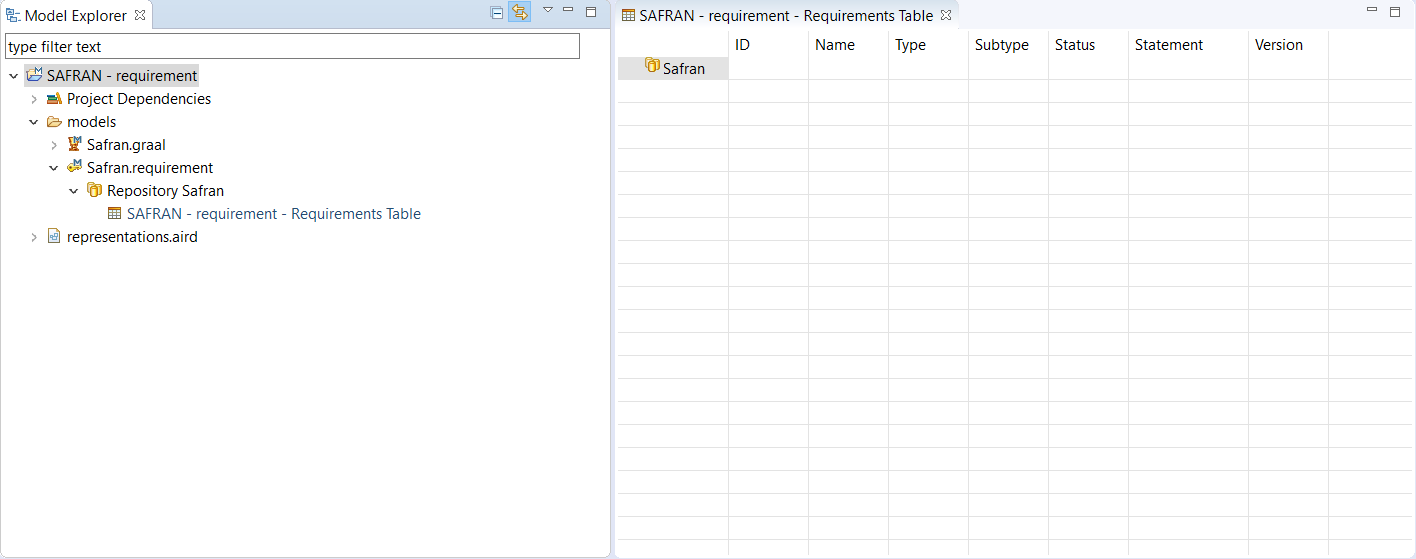 Model Explorer
type filter text
SAFRAN - requirement
Project Dependencies
models
Safran.graal
Safran.requirement
Repository Safran
SAFRAN - requirement - Requirements Table
representations.aird
SAFRAN - requirement - Requirements Table
ID Name Type Subtype Status Statement Version
Safran